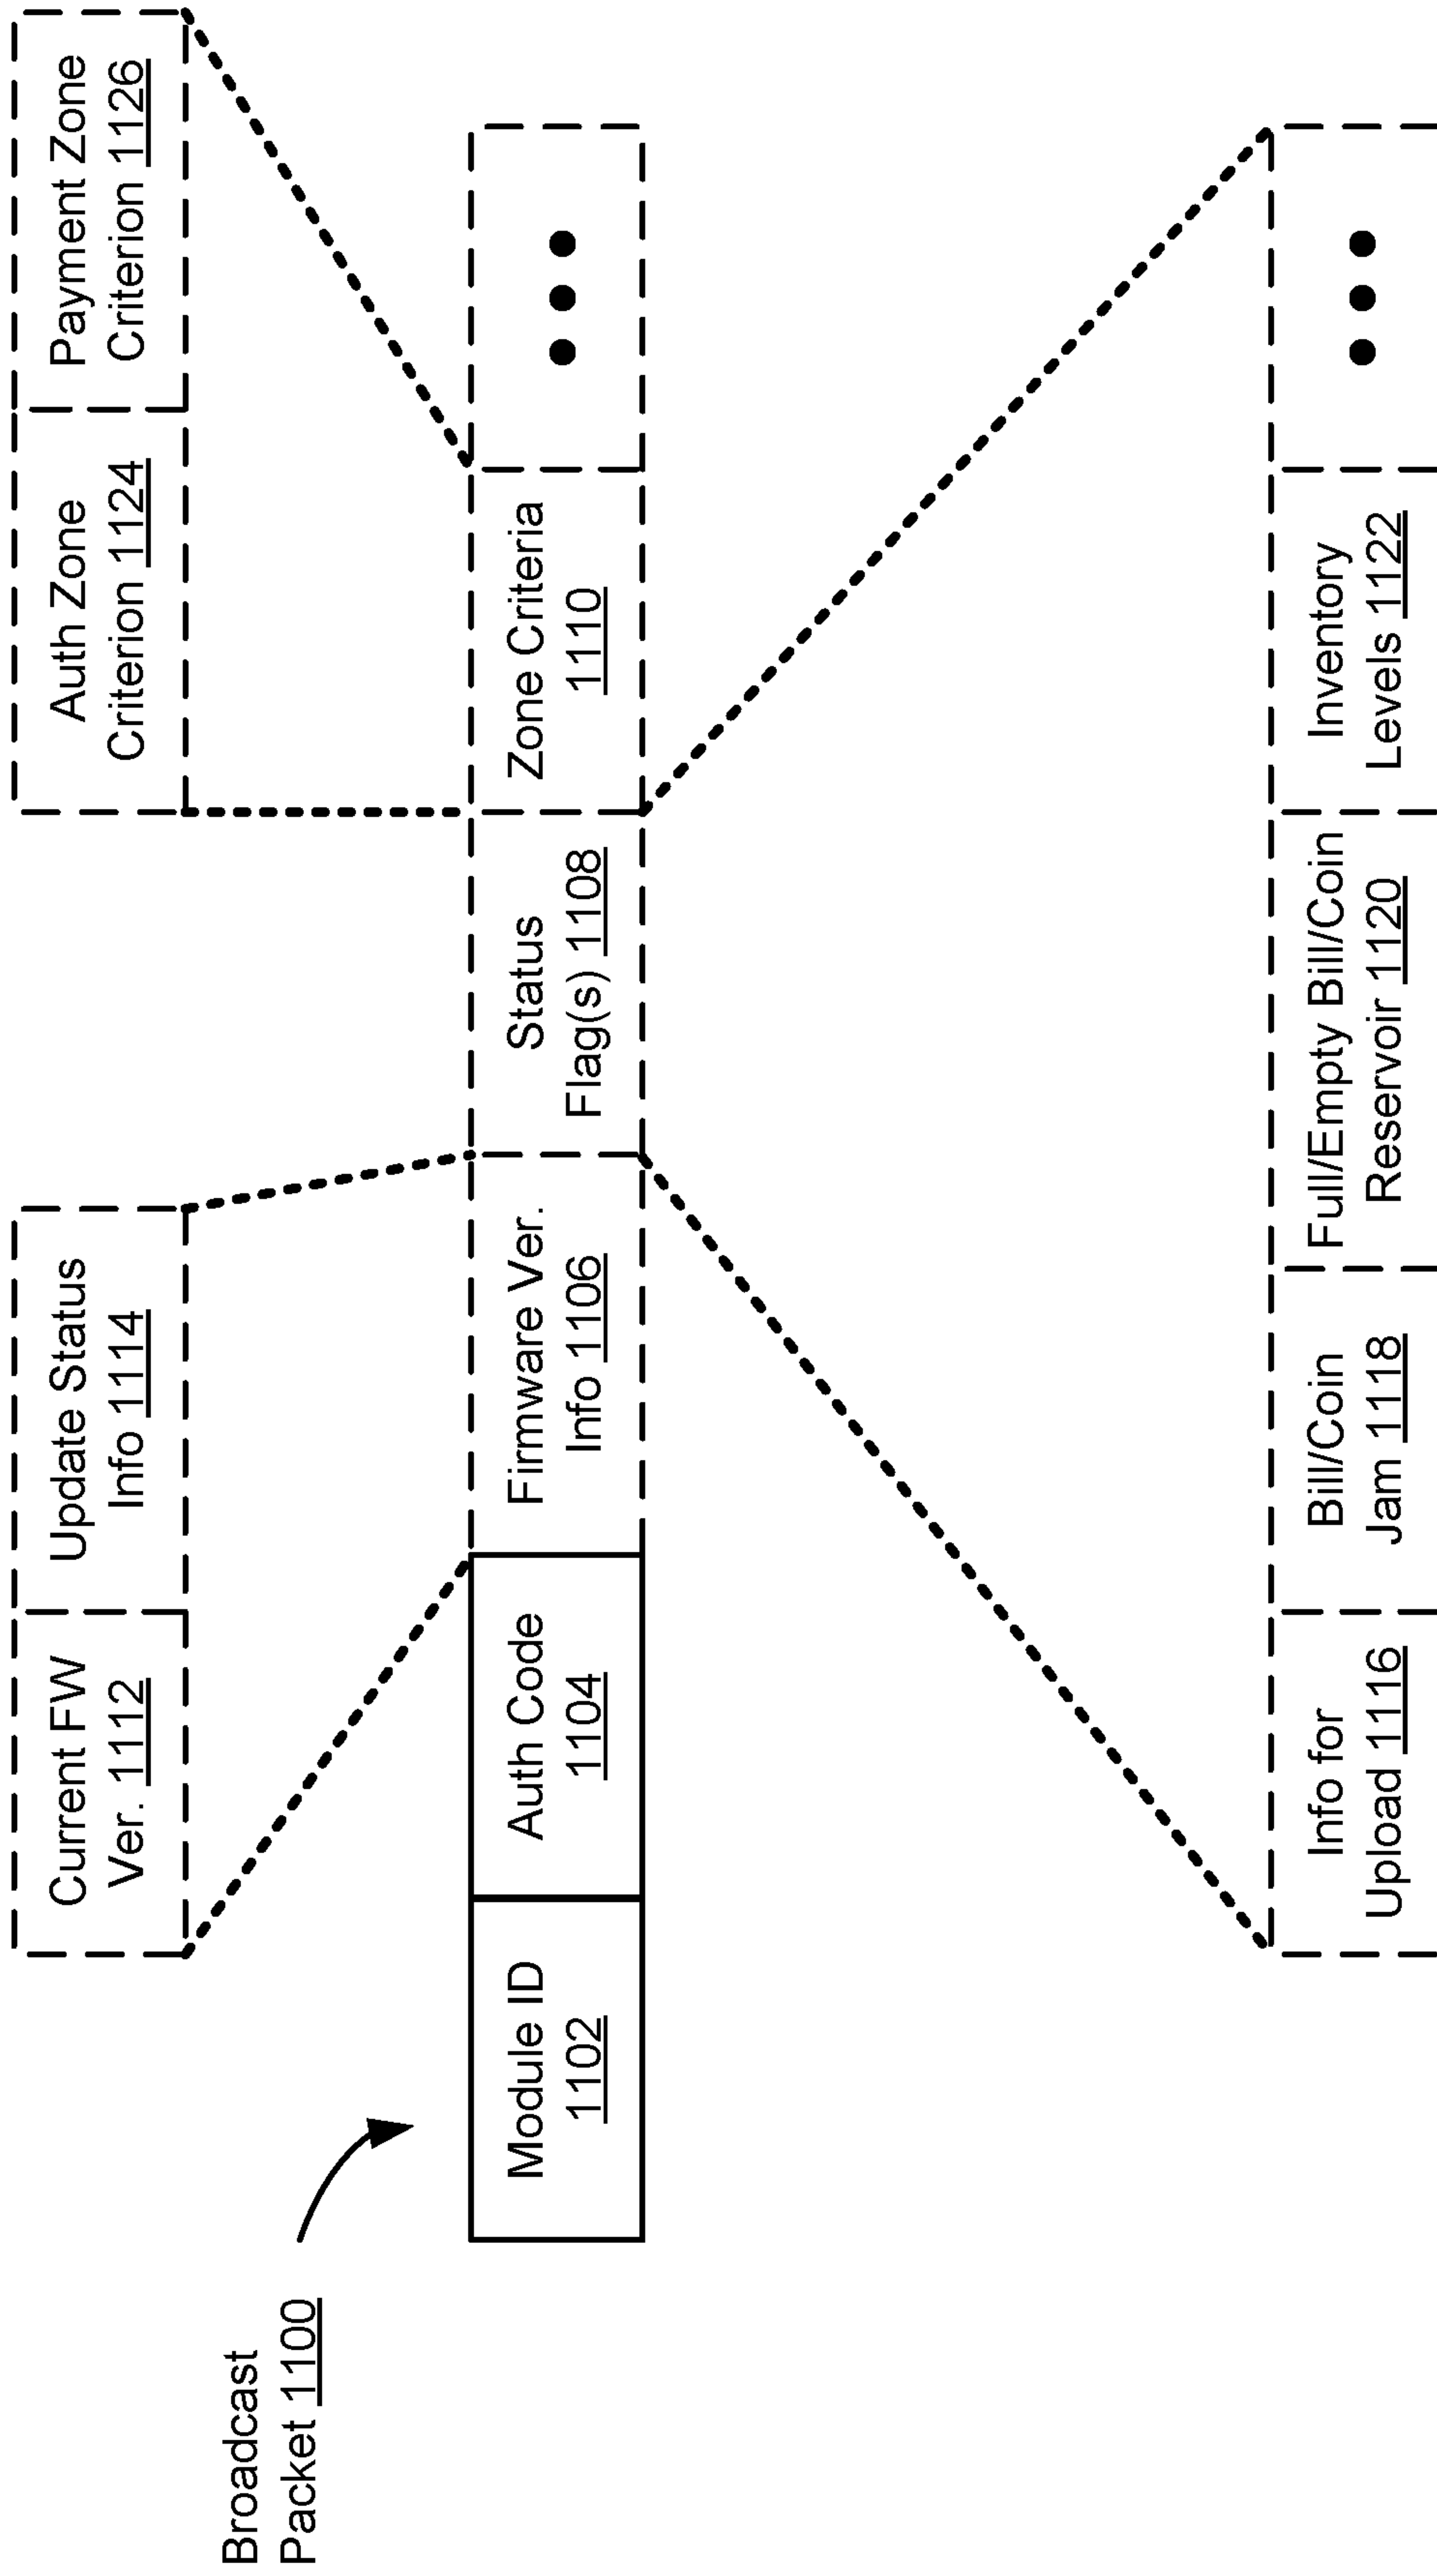 Broadcast
Packet 1100
Current FW
Ver. 1112
Update Status
Info 1114
Auth Zone
Criterion 1124
Payment Zone
Criterion 1126
Module ID
1102
Auth Code
1104
Firmware Ver.
Info 1106
Status
Flag(s) 1108
Zone Criteria
1110
Info for
Upload 1116
Bill/Coin
Jam 1118
Full/Empty Bill/Coin
Reservoir 1120
Inventory
Levels 1122